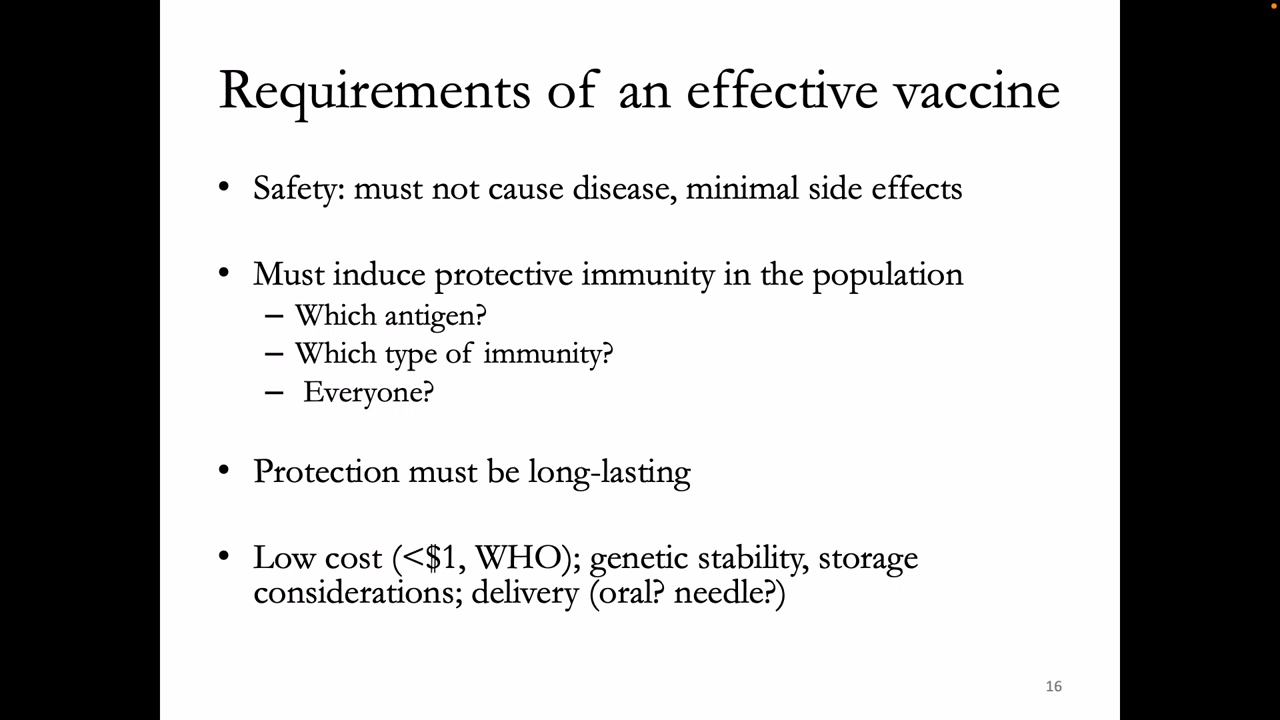 Requirements of an effective vaccine
• Safety: must not cause disease, minimal side effects
• Must induce protective immunity in the population
– Which antigen?
– Which type of immunity?
– Everyone?
• Protection must be long-lasting
• Low cost (<$1, WHO); genetic stability, storage
considerations; delivery (oral? needle?)
16